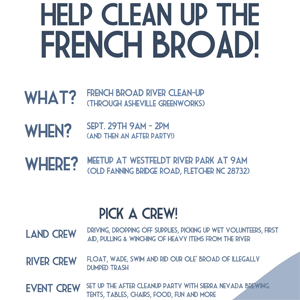 HELP CLEAN UP THE
FRENCH BROAD!
WHAT? FRENCH BROAD RIVER CLEAN-UP
(THROUGH ASHEVILLE GREENWORKS)
WHEN? SEPT. 29TH 9AM - 2PM
(AND THEN AN AFTER PARTY!)
WHERE? MEETUP AT WESTFELDT RIVER PARK AT 9AM
(OLD FANNING BRIDGE ROAD, FLETCHER NC 28732)
PICK A CREW!
LAND CREW DRIVING, DROPPING OFF SUPPLIES, PICKING UP WET VOLUNTEERS, FIRST
AID, PULLING & WINCHING OF HEAVY ITEMS FROM THE RIVER
RIVER CREW FLOAT, WADE, SWIM AND RID OUR OLE' BROAD OF ILLEGALLY
DUMPED TRASH
EVENT CREW SET UP THE AFTER CLEANUP PARTY WITH SIERRA NEVADA BREWING.
TENTS, TABLES, CHAIRS, FOOD, FUN AND MORE